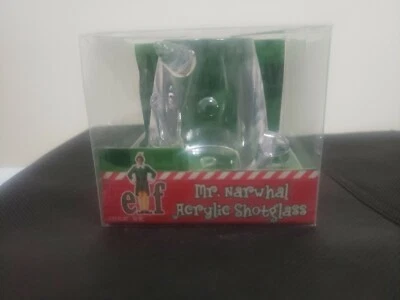 elf
Mr. Narwhal
Acrylic Shotglass